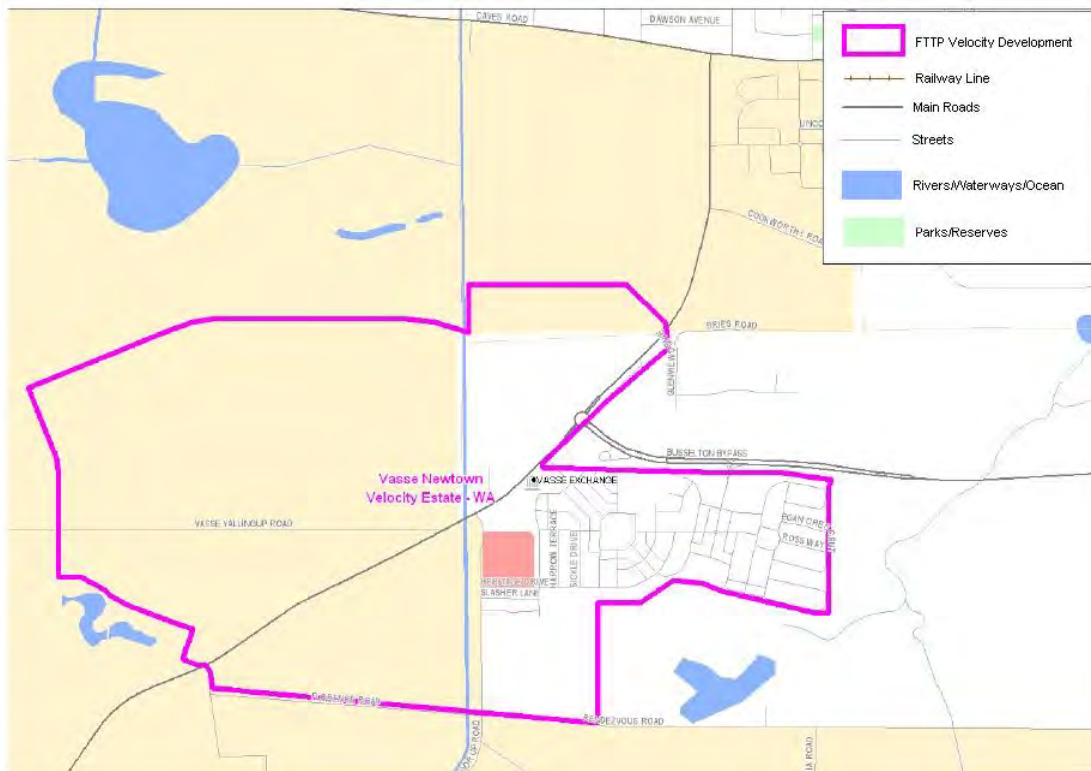 CAVES ROAD
DAWSON AVENUE
FTTP Velocity Development
Railway Line
Main Roads
Streets
Rivers/Waterways/Ocean
Parks/Reserves
COOKWORTHY ROAD
BRIES ROAD
BUSSELTON BYPASS
Vasse Newtown
Velocity Estate - WA
VASSE EXCHANGE
VASSE YALLINGUP ROAD
HARROW TERRACE
SICKLE DRIVE
EGAN CRES
ROSS WAY
SLASHER LANE
RENDEZVOUS ROAD